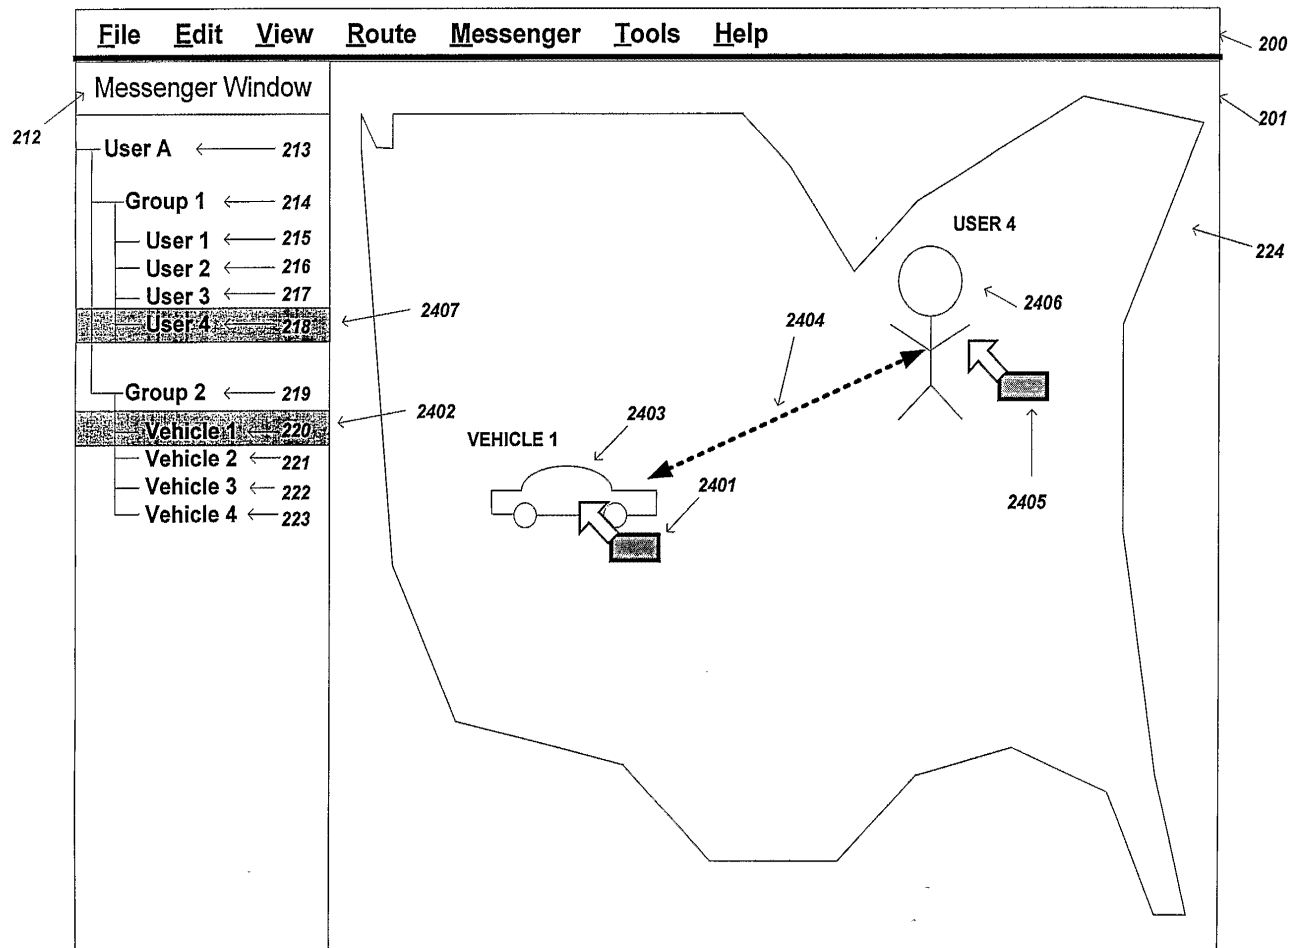 File Edit View Route Messenger Tools Help
200
Messenger Window
201
212
User A 213
Group 1 214
User 1 215
User 2 216
User 3 217
User 4 218
Group 2 219
Vehicle 1 220
Vehicle 2 221
Vehicle 3 222
Vehicle 4 223
2407
2402
USER 4
224
2406
2404
2405
VEHICLE 1
2403
2401